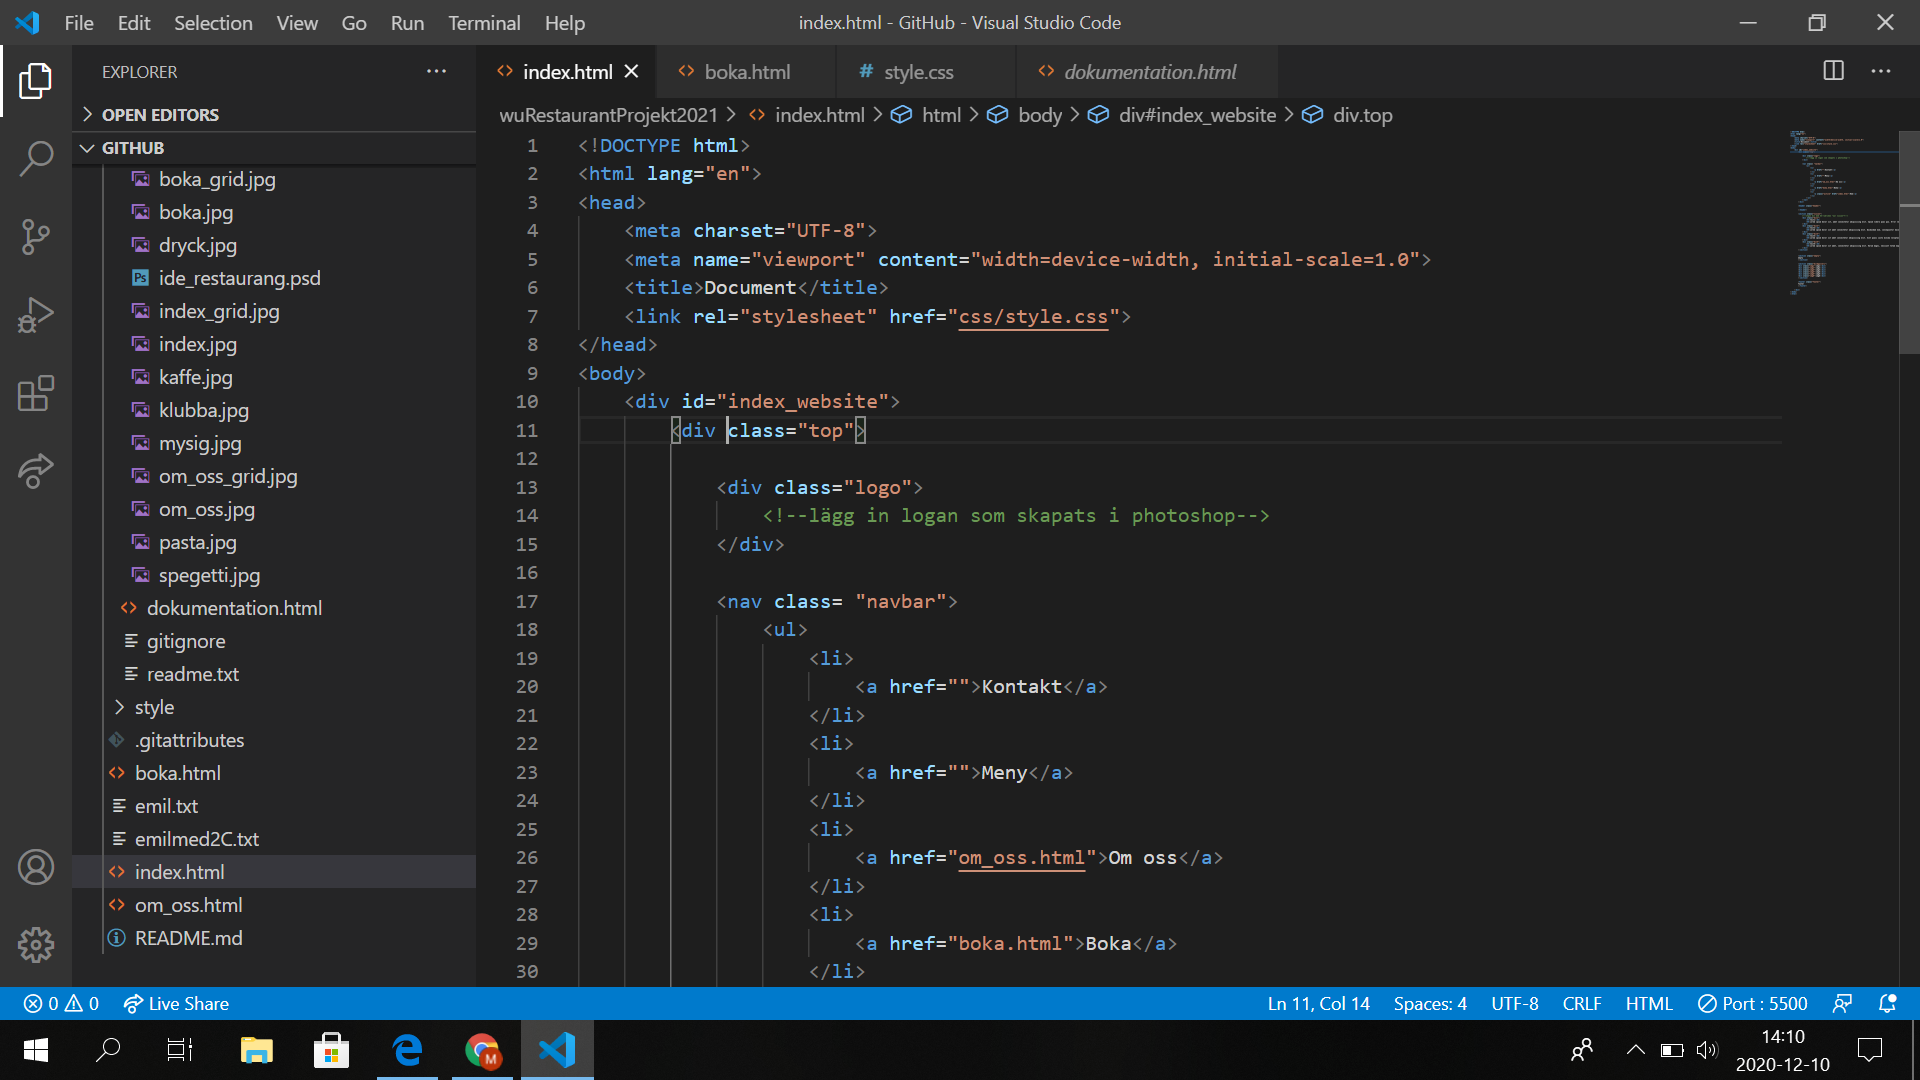 File Edit Selection View Go Run Terminal Help
index.html - GitHub - Visual Studio Code
EXPLORER
OPEN EDITORS
GITHUB
boka_grid.jpg
boka.jpg
dryck.jpg
Ps ide_restaurang.psd
index_grid.jpg
index.jpg
kaffe.jpg
klubba.jpg
mysig.jpg
om_oss_grid.jpg
om_oss.jpg
pasta.jpg
spegetti.jpg
dokumentation.html
gitignore
readme.txt
style
.gitattributes
boka.html
emil.txt
emilmed2C.txt
index.html
om_oss.html
README.md
index.html boka.html # style.css dokumentation.html
wuRestaurantProjekt2021 > index.html > html > body > div#index_website > div.top
1 <!DOCTYPE html>
2 <html lang="en">
3 <head>
4 <meta charset="UTF-8">
5 <meta name="viewport" content="width=device-width, initial-scale=1.0">
6 <title>Document</title>
7 <link rel="stylesheet" href="css/style.css">
8 </head>
9 <body>
10 <div id="index_website">
11 <div class="top">
12
13 <div class="logo">
14 <!--lägg in logan som skapats i photoshop-->
15 </div>
16
17 <nav class= "navbar">
18 <ul>
19 <li>
20 <a href="">Kontakt</a>
21 </li>
22 <li>
23 <a href="">Meny</a>
24 </li>
25 <li>
26 <a href="om_oss.html">Om oss</a>
27 </li>
28 <li>
29 <a href="boka.html">Boka</a>
30 </li>
0 0 Live Share
Ln 11, Col 14 Spaces: 4 UTF-8 CRLF HTML Port : 5500
M
14:10
2020-12-10